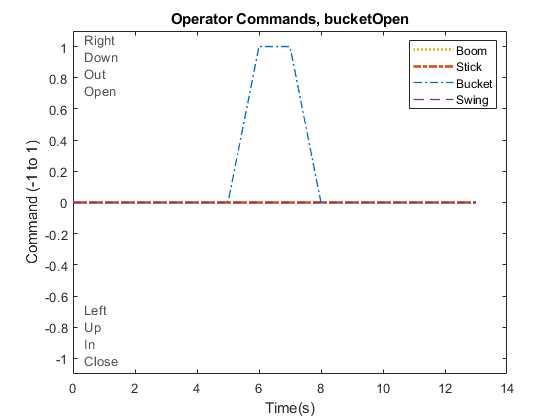 Operator Commands, bucketOpen
Right
Down
Out
Open
Boom
Stick
Bucket
Swing
1
0.8
0.6
0.4
0.2
0
-0.2
-0.4
-0.6
-0.8
-1
Command (-1 to 1)
Left
Up
In
Close
0 2 4 6 8 10 12 14
Time(s)